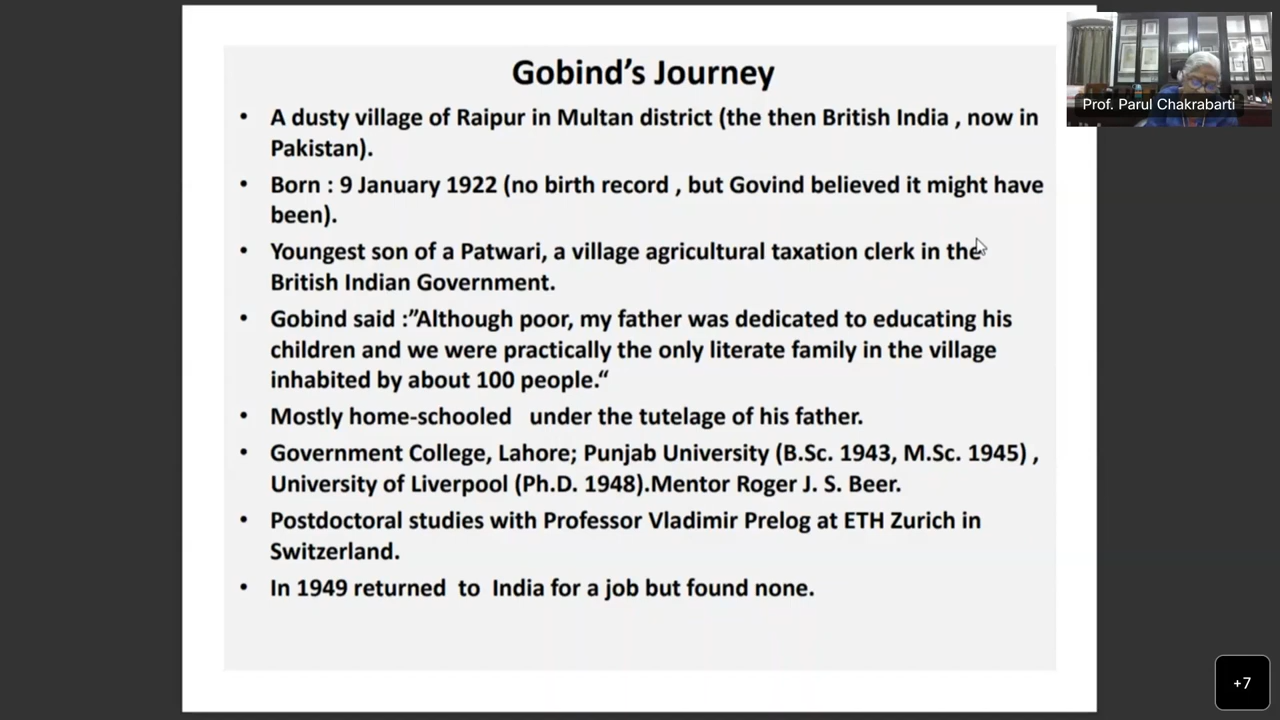 Gobind's Journey
• A dusty village of Raipur in Multan district (the then British India , now in
Pakistan).
• Born : 9 January 1922 (no birth record , but Govind believed it might have
been).
• Youngest son of a Patwari, a village agricultural taxation clerk in the
British Indian Government.
• Gobind said :”Although poor, my father was dedicated to educating his
children and we were practically the only literate family in the village
inhabited by about 100 people.“
• Mostly home-schooled under the tutelage of his father.
• Government College, Lahore; Punjab University (B.Sc. 1943, M.Sc. 1945) ,
University of Liverpool (Ph.D. 1948).Mentor Roger J. S. Beer.
• Postdoctoral studies with Professor Vladimir Prelog at ETH Zurich in
Switzerland.
• In 1949 returned to India for a job but found none.
Prof. Parul Chakrabarti
+7